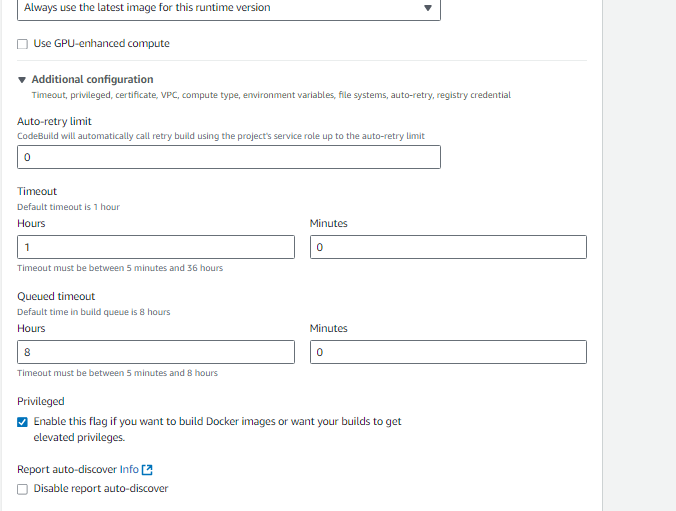 Always use the latest image for this runtime version
Use GPU-enhanced compute
Additional configuration
Timeout, privileged, certificate, VPC, compute type, environment variables, file systems, auto-retry, registry credential
Auto-retry limit
CodeBuild will automatically call retry build using the project's service role up to the auto-retry limit
0
Timeout
Default timeout is 1 hour
Hours Minutes
1 0
Timeout must be between 5 minutes and 36 hours
Queued timeout
Default time in build queue is 8 hours
Hours Minutes
8 0
Timeout must be between 5 minutes and 8 hours
Privileged
Enable this flag if you want to build Docker images or want your builds to get
elevated privileges.
Report auto-discover Info
Disable report auto-discover